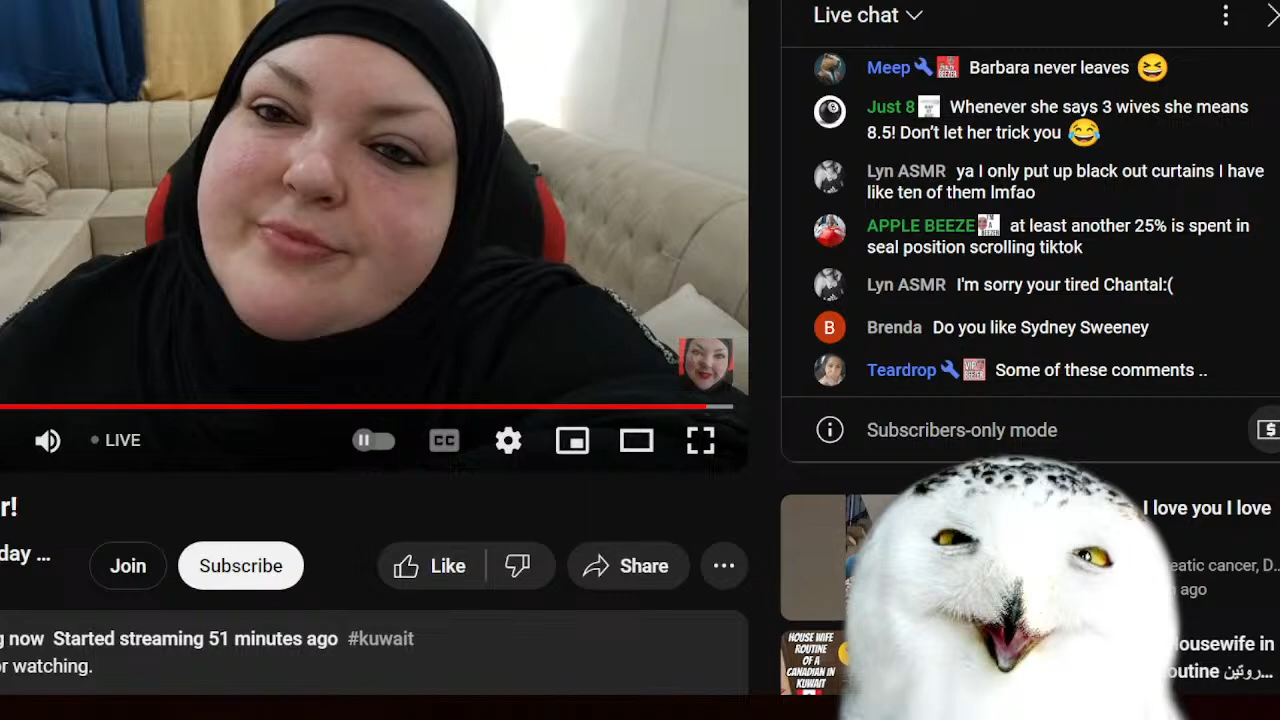 Live chat
Meep Barbara never leaves 😆
Just 8 Whenever she says 3 wives she means
8.5! Don't let her trick you 😂
Lyn ASMR ya I only put up black out curtains I have
like ten of them lmfao
APPLE BEEZE at least another 25% is spent in
seal position scrolling tiktok
Lyn ASMR I'm sorry your tired Chantal:(
B Brenda Do you like Sydney Sweeney
Teardrop Some of these comments ..
Subscribers-only mode
LIVE
CC
r!
day ...
Join
Subscribe
Like
Share
g now Started streaming 51 minutes ago #kuwait
or watching.
I love you I love
eatic cancer, D...
ago
HOUSE WIFE
ROUTINE
OF A
CANADIAN IN
KUWAIT
ousewife in
outine روتين...